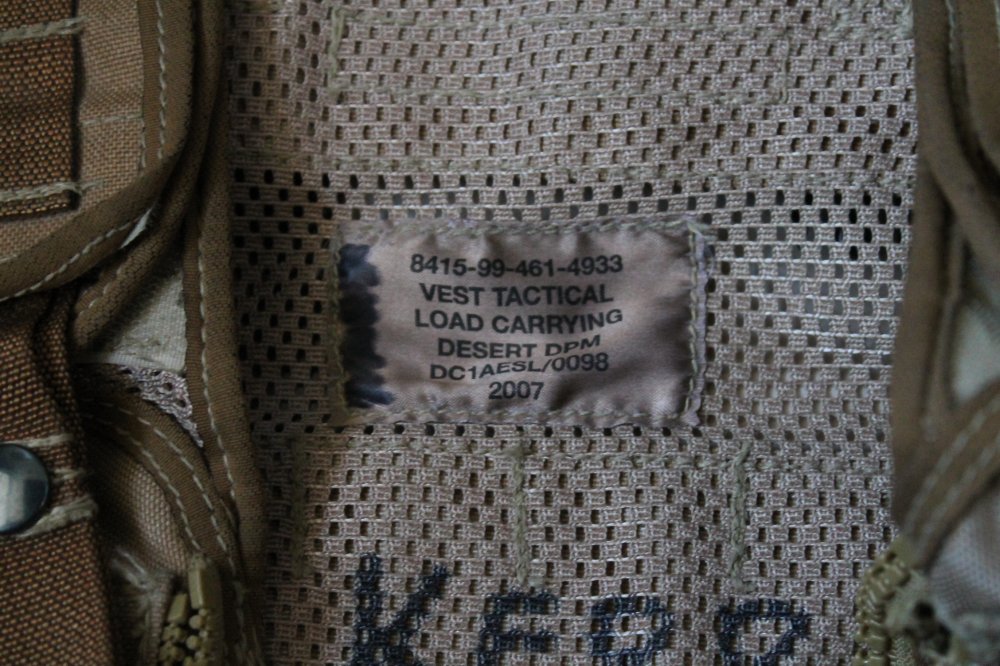 8415-99-461-4933
VEST TACTICAL
LOAD CARRYING
DESERT DPM
DC1AESL/0098
2007